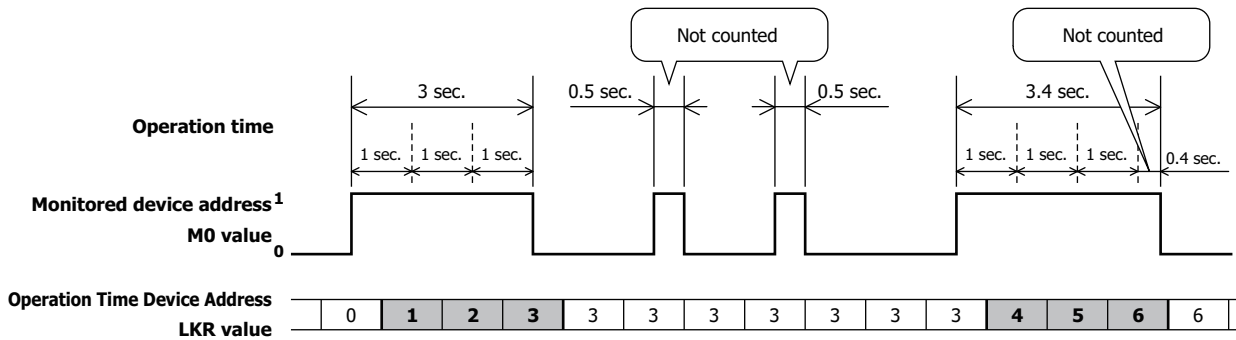 Not counted
Not counted
3 sec.
0.5 sec.
0.5 sec.
3.4 sec.
Operation time
1 sec.
1 sec.
1 sec.
1 sec.
1 sec.
1 sec.
0.4 sec.
Monitored device address 1
M0 value
0
Operation Time Device Address
LKR value
0 1 2 3 3 3 3 3 3 3 3 4 5 6 6